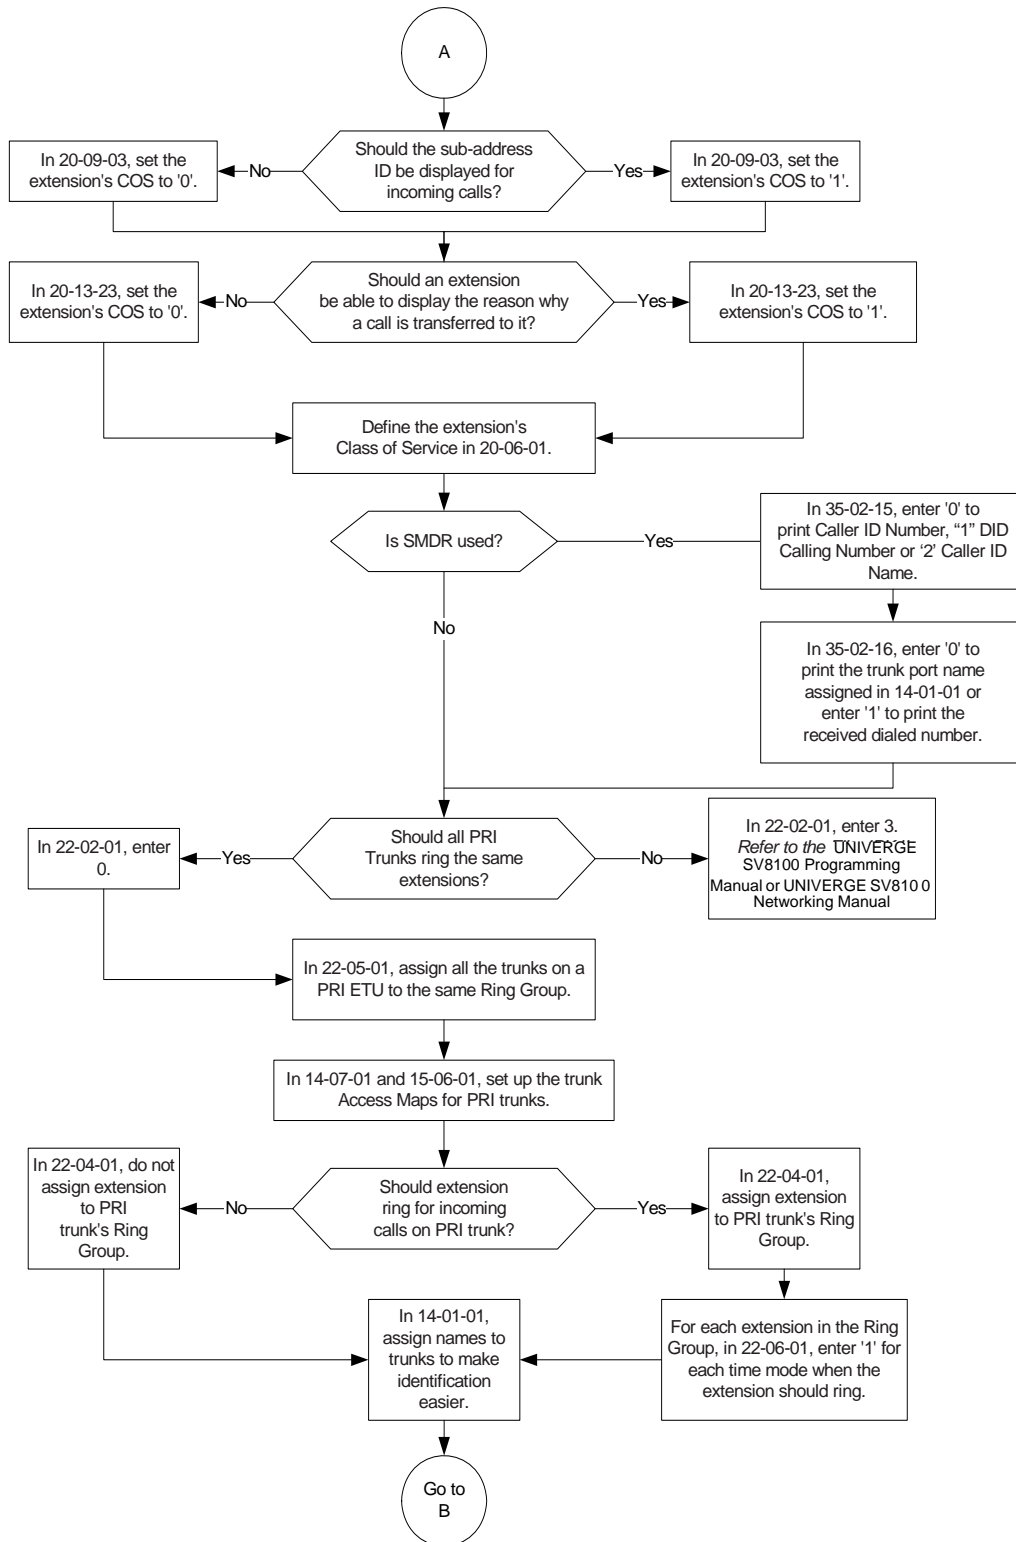 A
Should the sub-address
ID be displayed for
incoming calls?
No
Yes
In 20-09-03, set the
extension's COS to '0'.
In 20-09-03, set the
extension's COS to '1'.
Should an extension
be able to display the reason why
a call is transferred to it?
No
Yes
In 20-13-23, set the
extension's COS to '0'.
In 20-13-23, set the
extension's COS to '1'.
Define the extension's
Class of Service in 20-06-01.
Is SMDR used?
Yes
No
In 35-02-15, enter '0' to
print Caller ID Number, “1” DID
Calling Number or ‘2’ Caller ID
Name.
In 35-02-16, enter '0' to
print the trunk port name
assigned in 14-01-01 or
enter '1' to print the
received dialed number.
Should all PRI
Trunks ring the same
extensions?
Yes
No
In 22-02-01, enter
0.
In 22-02-01, enter 3.
Refer to the UNIVERGE
SV8100 Programming
Manual or UNIVERGE SV810 0
Networking Manual
In 22-05-01, assign all the trunks on a
PRI ETU to the same Ring Group.
In 14-07-01 and 15-06-01, set up the trunk
Access Maps for PRI trunks.
Should extension
ring for incoming
calls on PRI trunk?
No
Yes
In 22-04-01, do not
assign extension
to PRI
trunk's Ring
Group.
In 22-04-01,
assign extension
to PRI trunk's Ring
Group.
For each extension in the Ring
Group, in 22-06-01, enter '1' for
each time mode when the
extension should ring.
In 14-01-01,
assign names to
trunks to make
identification
easier.
Go to
B